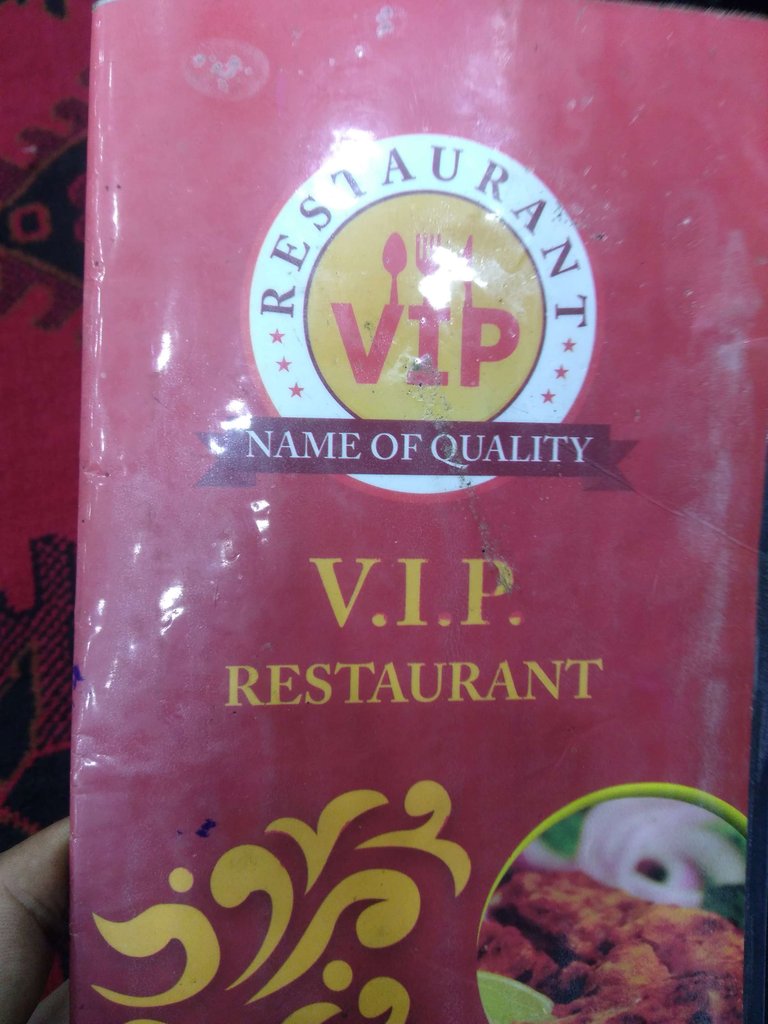 RESTAURANT
VIP
NAME OF QUALITY
V.I.P.
RESTAURANT